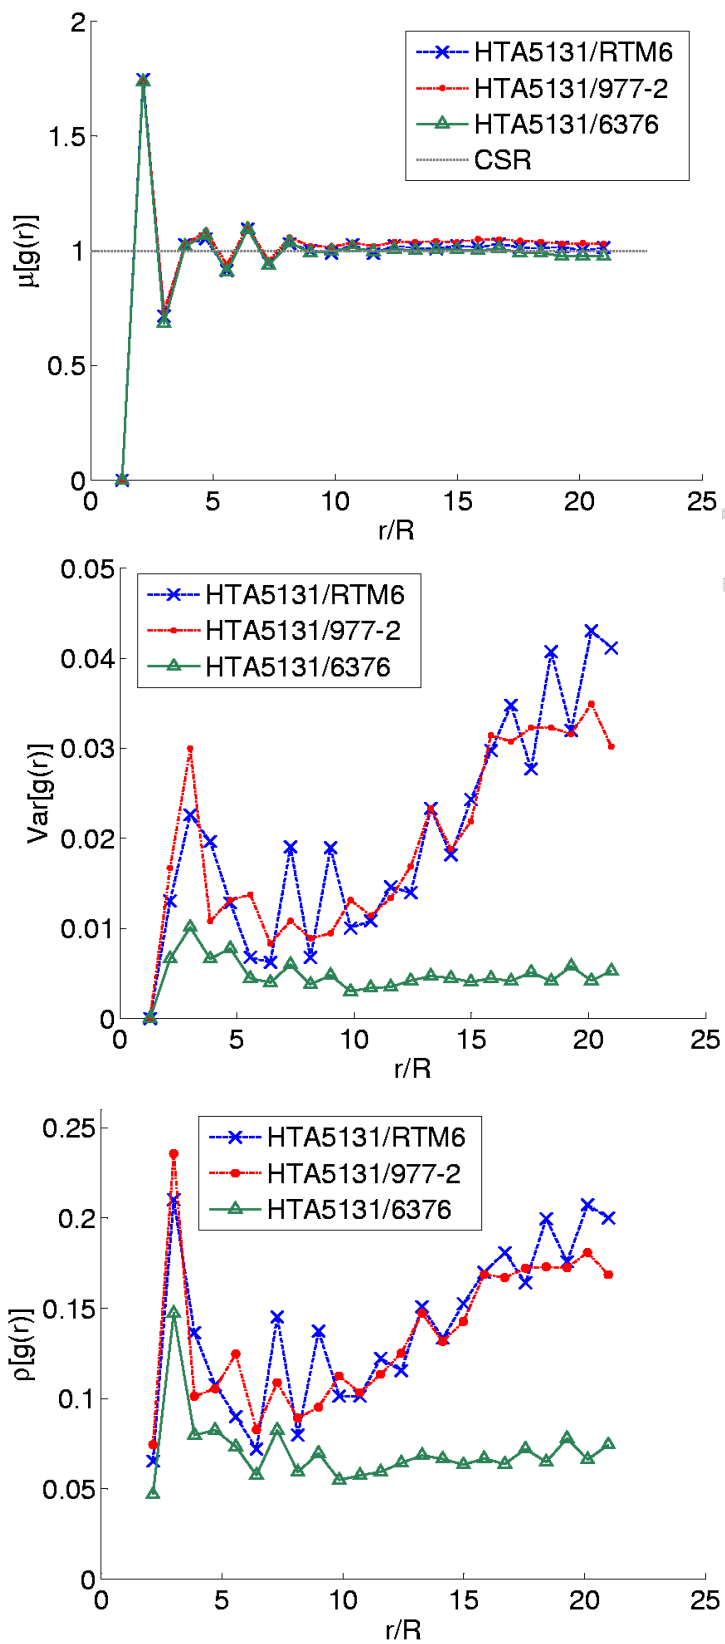 2
1.5
1
0.5
0
μ[g(r)]
HTA5131/RTM6
HTA5131/977-2
HTA5131/6376
CSR
0 5 10 15 20 25
r/R
0.05
0.04
0.03
0.02
0.01
0
Var[g(r)]
HTA5131/RTM6
HTA5131/977-2
HTA5131/6376
0 5 10 15 20 25
r/R
0.25
0.2
0.15
0.1
0.05
0
ρ[g(r)]
HTA5131/RTM6
HTA5131/977-2
HTA5131/6376
0 5 10 15 20 25
r/R